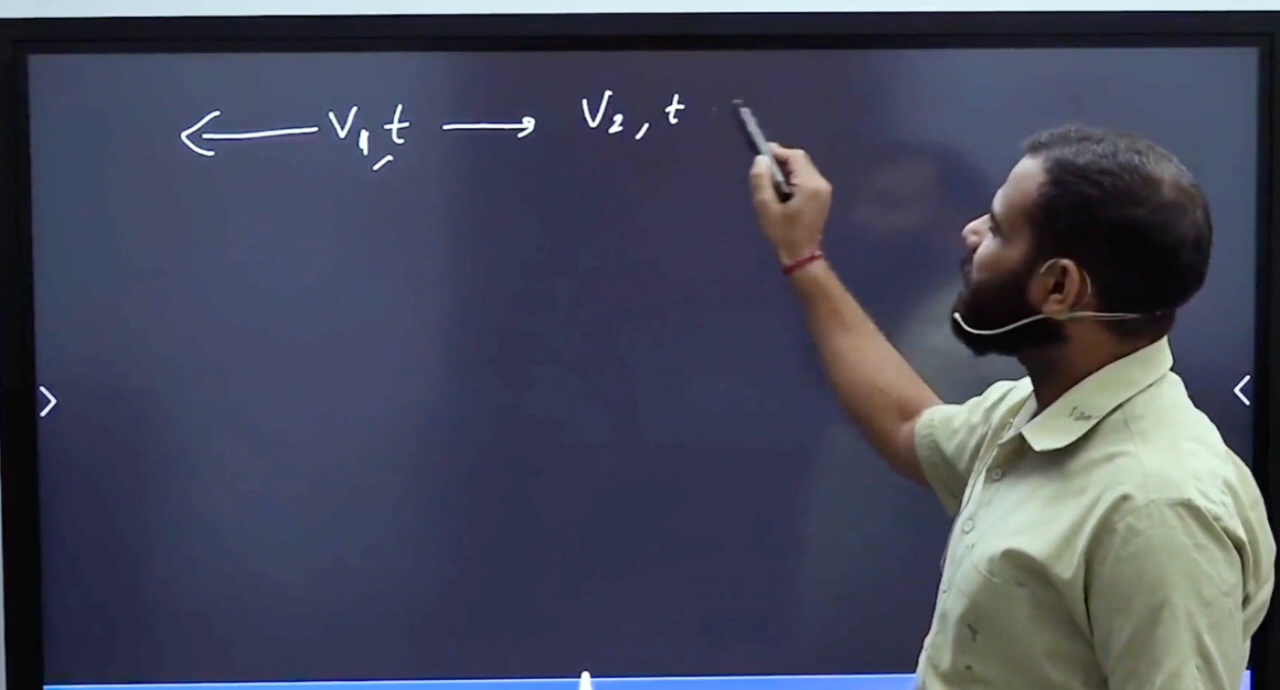 ← V₁, t → V₂, t